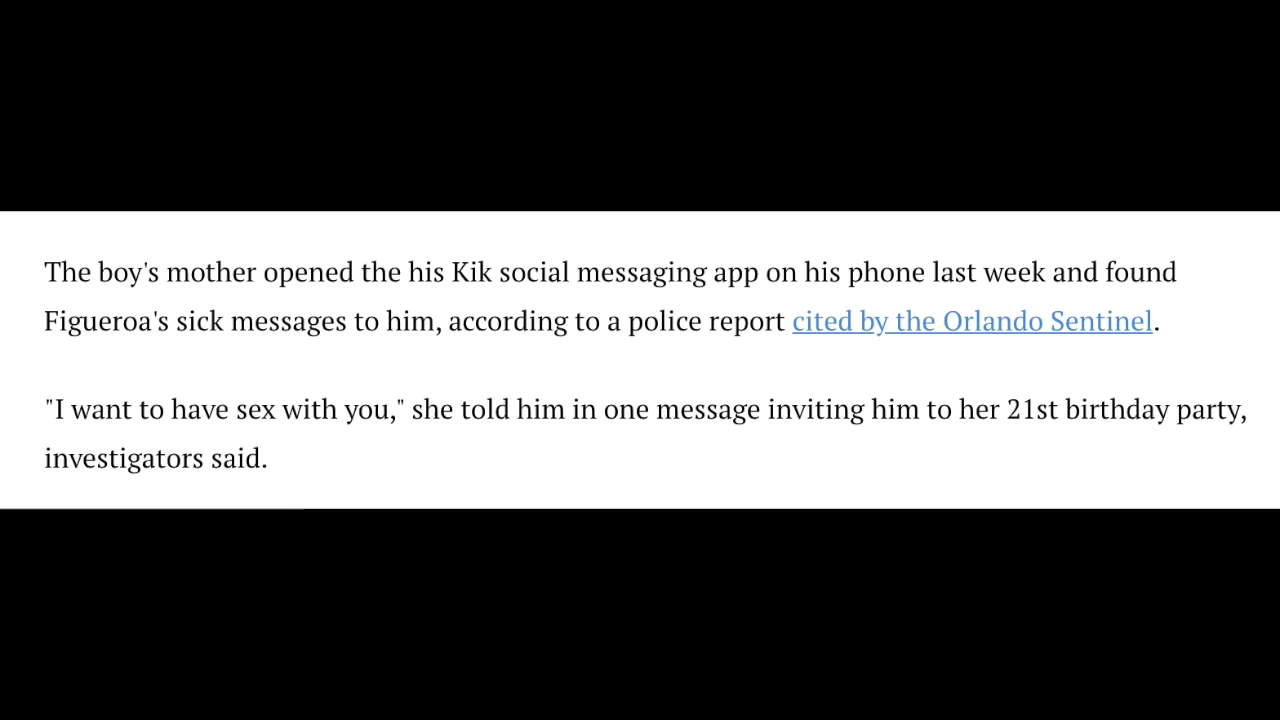 The boy's mother opened the his Kik social messaging app on his phone last week and found
Figueroa's sick messages to him, according to a police report cited by the Orlando Sentinel.
"I want to have sex with you," she told him in one message inviting him to her 21st birthday party,
investigators said.